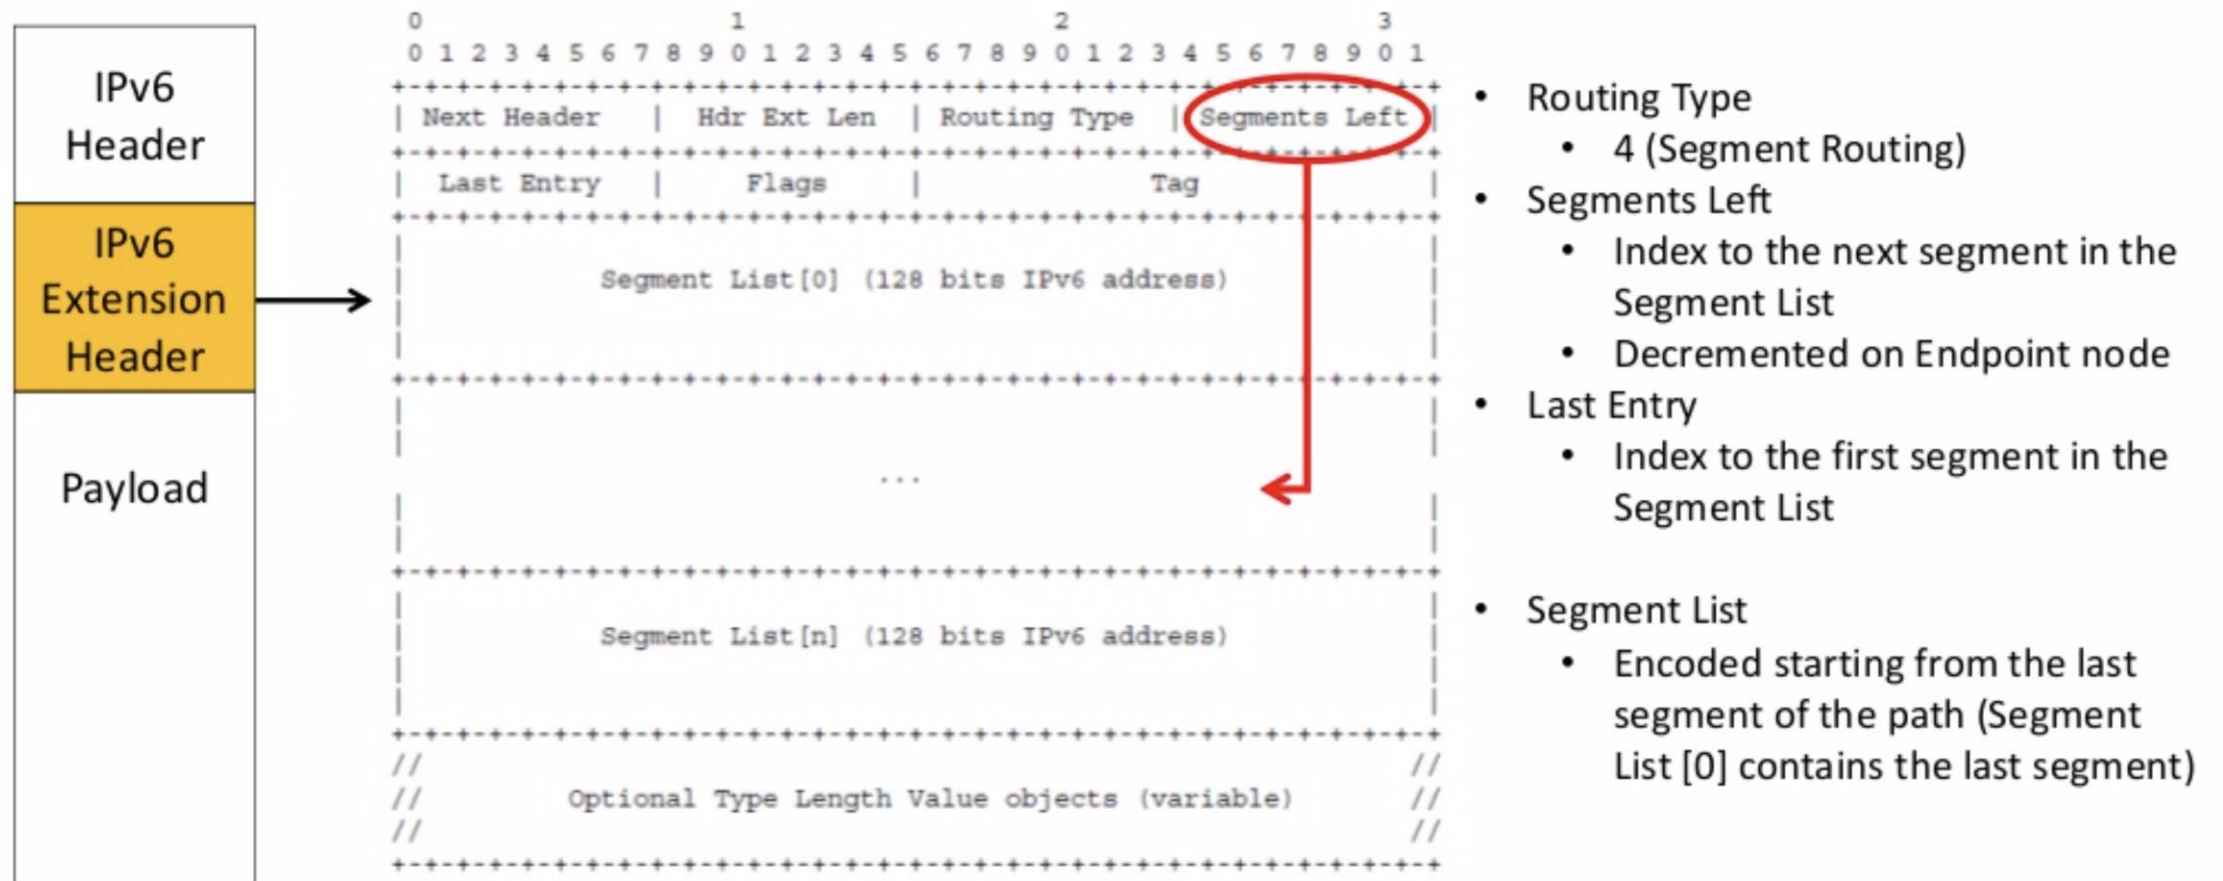 IPv6
Header
IPv6
Extension
Header
Payload
0 1 2 3
0 1 2 3 4 5 6 7 8 9 0 1 2 3 4 5 6 7 8 9 0 1 2 3 4 5 6 7 8 9 0 1
+-+-+-+-+-+-+-+-+-+-+-+-+-+-+-+-+-+-+-+-+-+-+-+-+-+-+-+-+-+-+-+-+
| Next Header | Hdr Ext Len | Routing Type | Segments Left |
+-+-+-+-+-+-+-+-+-+-+-+-+-+-+-+-+-+-+-+-+-+-+-+-+-+-+-+-+-+-+-+-+
| Last Entry | Flags | Tag |
+-+-+-+-+-+-+-+-+-+-+-+-+-+-+-+-+-+-+-+-+-+-+-+-+-+-+-+-+-+-+-+-+
Segment List[0] (128 bits IPv6 address)
+-+-+-+-+-+-+-+-+-+-+-+-+-+-+-+-+-+-+-+-+-+-+-+-+-+-+-+-+-+-+-+-+
...
+-+-+-+-+-+-+-+-+-+-+-+-+-+-+-+-+-+-+-+-+-+-+-+-+-+-+-+-+-+-+-+-+
Segment List[n] (128 bits IPv6 address)
+-+-+-+-+-+-+-+-+-+-+-+-+-+-+-+-+-+-+-+-+-+-+-+-+-+-+-+-+-+-+-+-+
// //
// Optional Type Length Value objects (variable) //
// //
+-+-+-+-+-+-+-+-+-+-+-+-+-+-+-+-+-+-+-+-+-+-+-+-+-+-+-+-+-+-+-+-+
• Routing Type
• 4 (Segment Routing)
• Segments Left
• Index to the next segment in the
Segment List
• Decremented on Endpoint node
• Last Entry
• Index to the first segment in the
Segment List
• Segment List
• Encoded starting from the last
segment of the path (Segment
List [0] contains the last segment)